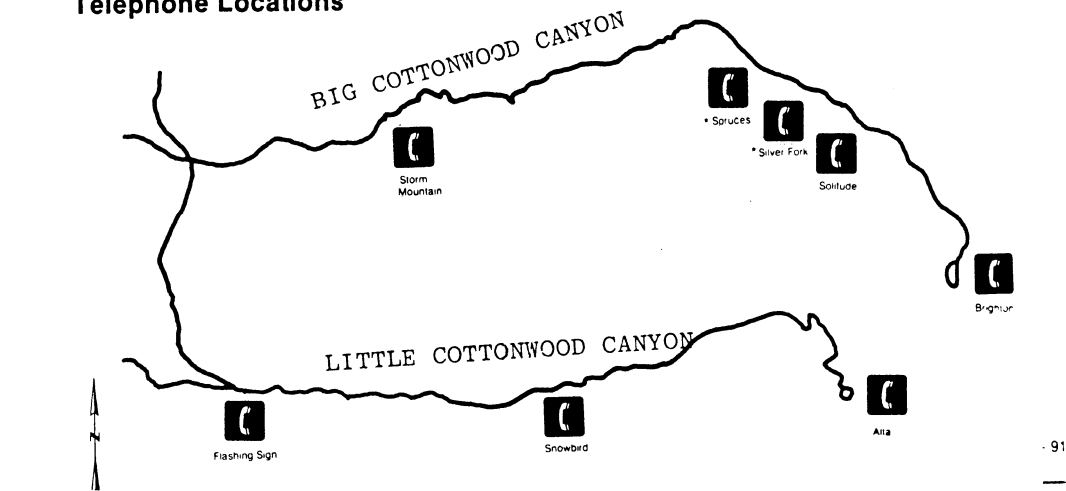 Telephone Locations
BIG COTTONWOOD CANYON
* Spruces
* Silver Fork
Solitude
Storm
Mountain
Brighton
LITTLE COTTONWOOD CANYON
N
Flashing Sign
Snowbird
Alta
- 91